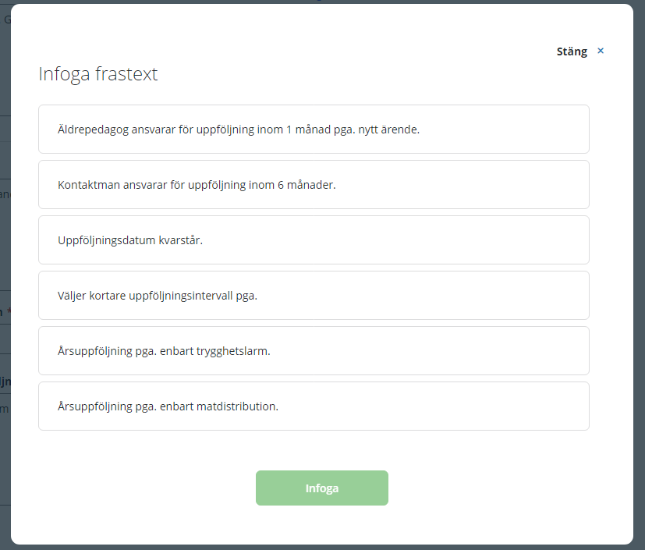 Stäng ×
Infoga frastext
Äldrepedagog ansvarar för uppföljning inom 1 månad pga. nytt ärende.
Kontaktman ansvarar för uppföljning inom 6 månader.
Uppföljningsdatum kvarstår.
Väljer kortare uppföljningsintervall pga.
Årsuppföljning pga. enbart trygghetslarm.
Årsuppföljning pga. enbart matdistribution.
Infoga